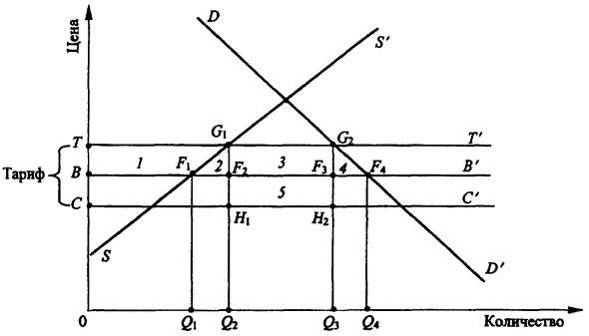 Цена
D
S′
G₁
G₂
T
T′
1
F₁
2
F₂
3
F₃
4
F₄
Тариф
B
B′
5
C
C′
H₁
H₂
S
D′
0
Q₁
Q₂
Q₃
Q₄
Количество